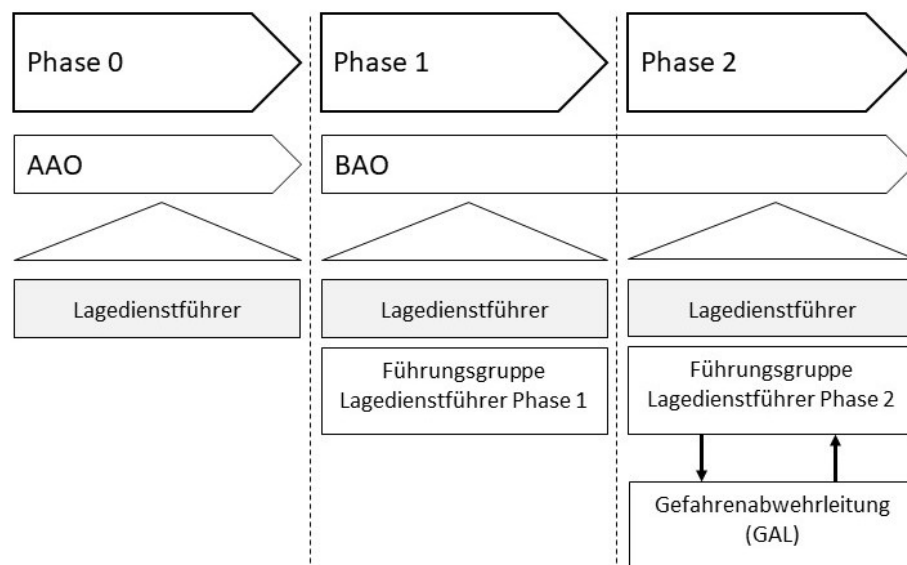 Phase 0
Phase 1
Phase 2
AAO
BAO
Lagedienstführer
Lagedienstführer
Lagedienstführer
Führungsgruppe
Lagedienstführer Phase 1
Führungsgruppe
Lagedienstführer Phase 2
Gefahrenabwehrleitung
(GAL)